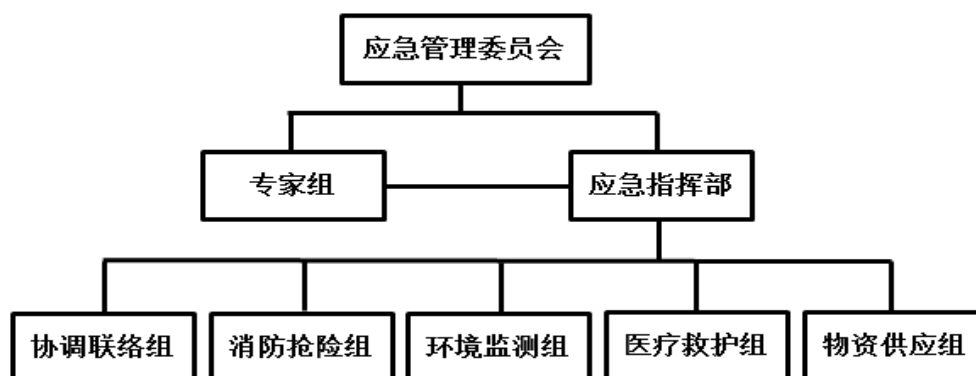 应急管理委员会
专家组
应急指挥部
协调联络组
消防抢险组
环境监测组
医疗救护组
物资供应组